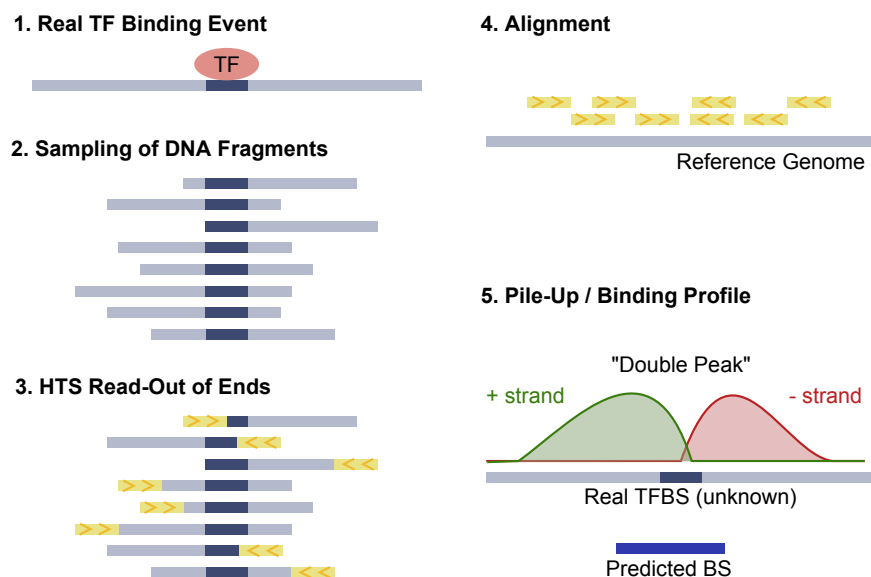 1. Real TF Binding Event
TF
2. Sampling of DNA Fragments
3. HTS Read-Out of Ends
4. Alignment
Reference Genome
5. Pile-Up / Binding Profile
"Double Peak"
+ strand
- strand
Real TFBS (unknown)
Predicted BS